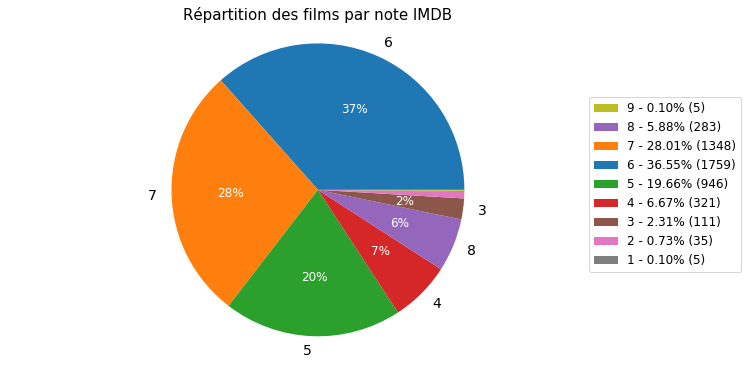 Répartition des films par note IMDB
6
37%
7
28%
3
2%
6%
8
7%
4
20%
5
9 - 0.10% (5)
8 - 5.88% (283)
7 - 28.01% (1348)
6 - 36.55% (1759)
5 - 19.66% (946)
4 - 6.67% (321)
3 - 2.31% (111)
2 - 0.73% (35)
1 - 0.10% (5)